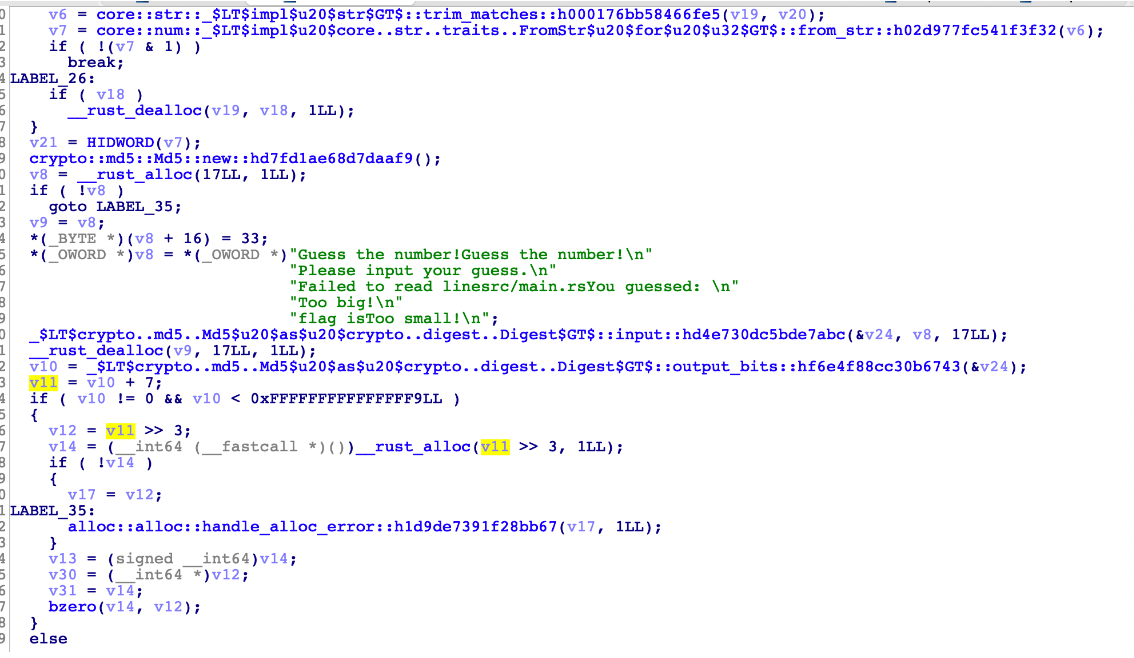 0 v6 = core::str::_$LT$impl$u20$str$GT$::trim_matches::h000176bb58466fe5(v19, v20);
1 v7 = core::num::_$LT$impl$u20$core..str..traits..FromStr$u20$for$u20$u32$GT$::from_str::h02d977fc541f3f32(v6);
2 if ( !(v7 & 1) )
3 break;
4 LABEL_26:
5 if ( v18 )
6 __rust_dealloc(v19, v18, 1LL);
7 }
8 v21 = HIDWORD(v7);
9 crypto::md5::Md5::new::hd7fd1ae68d7daaf9();
0 v8 = __rust_alloc(17LL, 1LL);
1 if ( !v8 )
2 goto LABEL_35;
3 v9 = v8;
4 *(_BYTE *)(v8 + 16) = 33;
5 *(_OWORD *)v8 = *(_OWORD *)"Guess the number!Guess the number!\n"
6 "Please input your guess.\n"
7 "Failed to read linesrc/main.rsYou guessed: \n"
8 "Too big!\n"
9 "flag isToo small!\n";
0 _$LT$crypto..md5..Md5$u20$as$u20$crypto..digest..Digest$GT$::input::hd4e730dc5bde7abc(&v24, v8, 17LL);
1 __rust_dealloc(v9, 17LL, 1LL);
2 v10 = _$LT$crypto..md5..Md5$u20$as$u20$crypto..digest..Digest$GT$::output_bits::hf6e4f88cc30b6743(&v24);
3 v11 = v10 + 7;
4 if ( v10 != 0 && v10 < 0xFFFFFFFFFFFFFFF9LL )
5 {
6 v12 = v11 >> 3;
7 v14 = (__int64 (__fastcall *)())__rust_alloc(v11 >> 3, 1LL);
8 if ( !v14 )
9 {
0 v17 = v12;
1 LABEL_35:
2 alloc::alloc::handle_alloc_error::h1d9de7391f28bb67(v17, 1LL);
3 }
4 v13 = (signed __int64)v14;
5 v30 = (__int64 *)v12;
6 v31 = v14;
7 bzero(v14, v12);
8 }
9 else